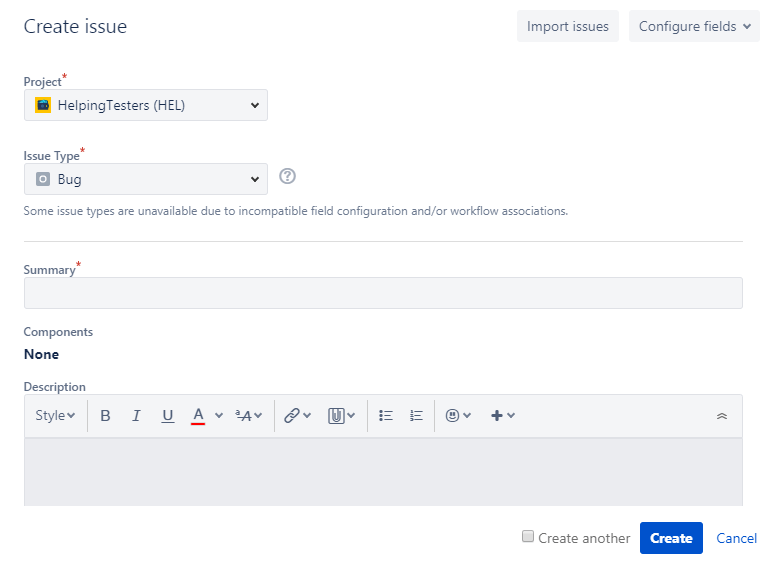 Create issue
Import issues
Configure fields
Project*
HelpingTesters (HEL)
Issue Type*
Bug
?
Some issue types are unavailable due to incompatible field configuration and/or workflow associations.
Summary*
Components
None
Description
Style B I U A ªA
Create another
Create
Cancel